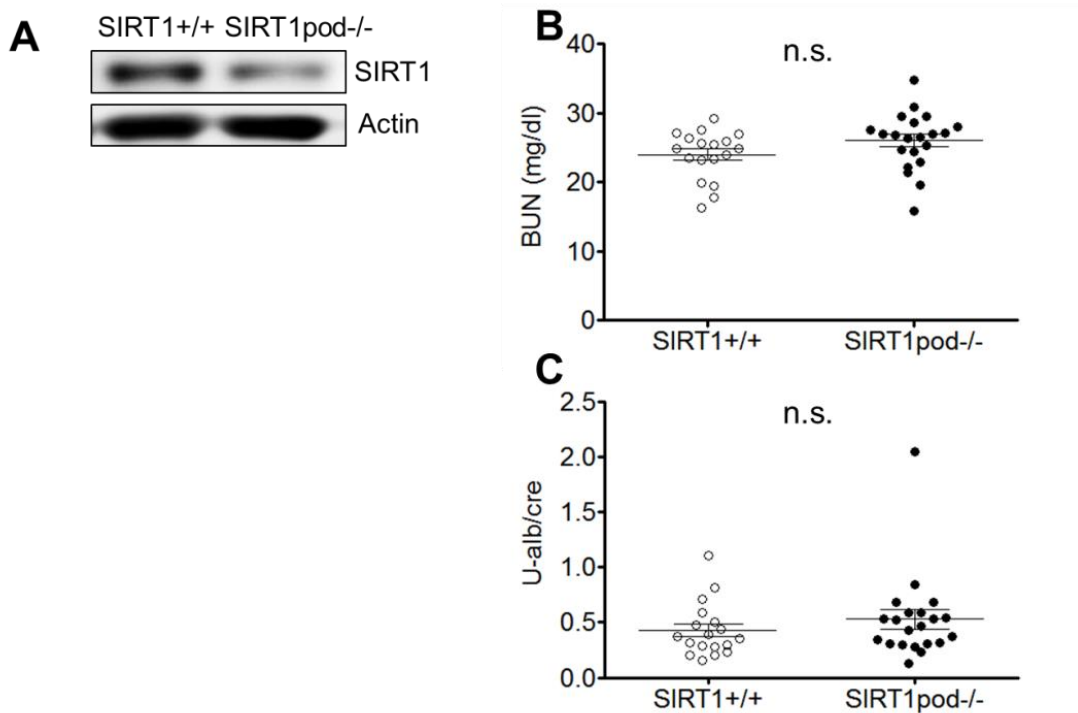 A
SIRT1+/+ SIRT1pod-/-
SIRT1
Actin
B
n.s.
BUN (mg/dl)
40
30
20
10
0
SIRT1+/+ SIRT1pod-/-
C
n.s.
U-alb/cre
2.5
2.0
1.5
1.0
0.5
0.0
SIRT1+/+ SIRT1pod-/-